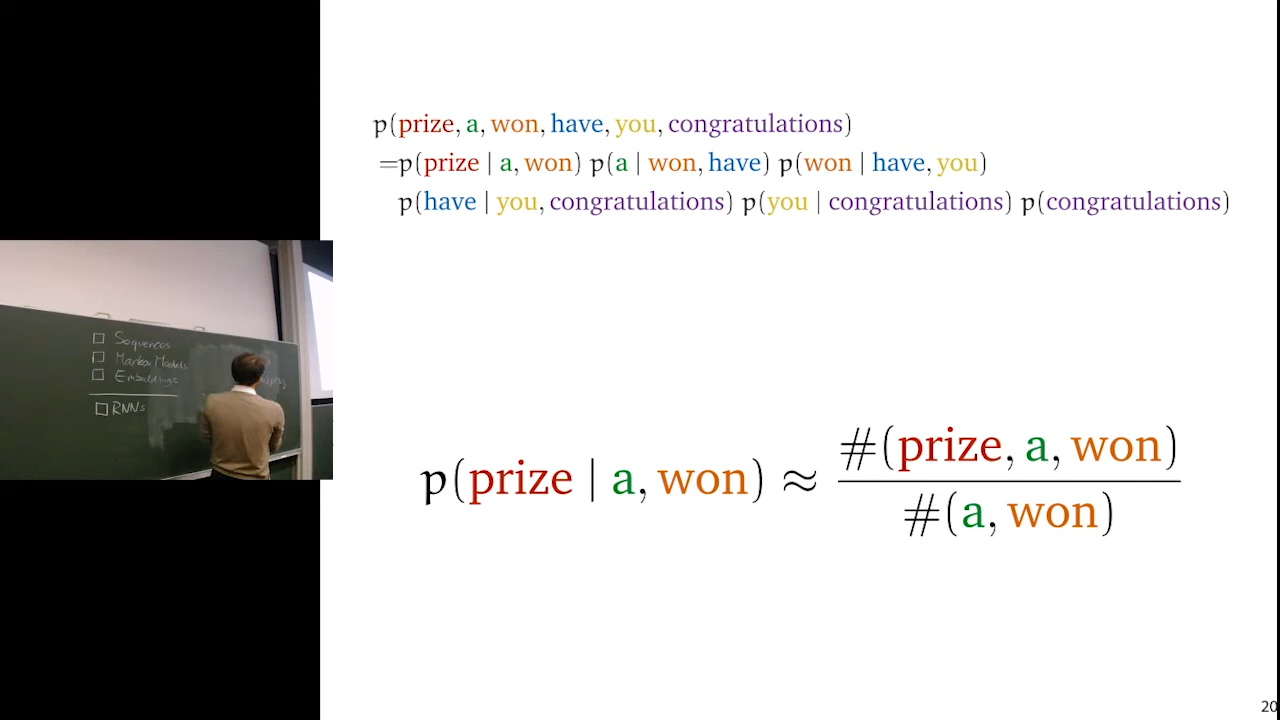 p(prize, a, won, have, you, congratulations)
=p(prize | a, won) p(a | won, have) p(won | have, you)
p(have | you, congratulations) p(you | congratulations) p(congratulations)
□ Sequences
□ Markov Models
□ Embeddings
□ RNNs
p(prize | a, won) ≈ #(prize, a, won) / #(a, won)
20